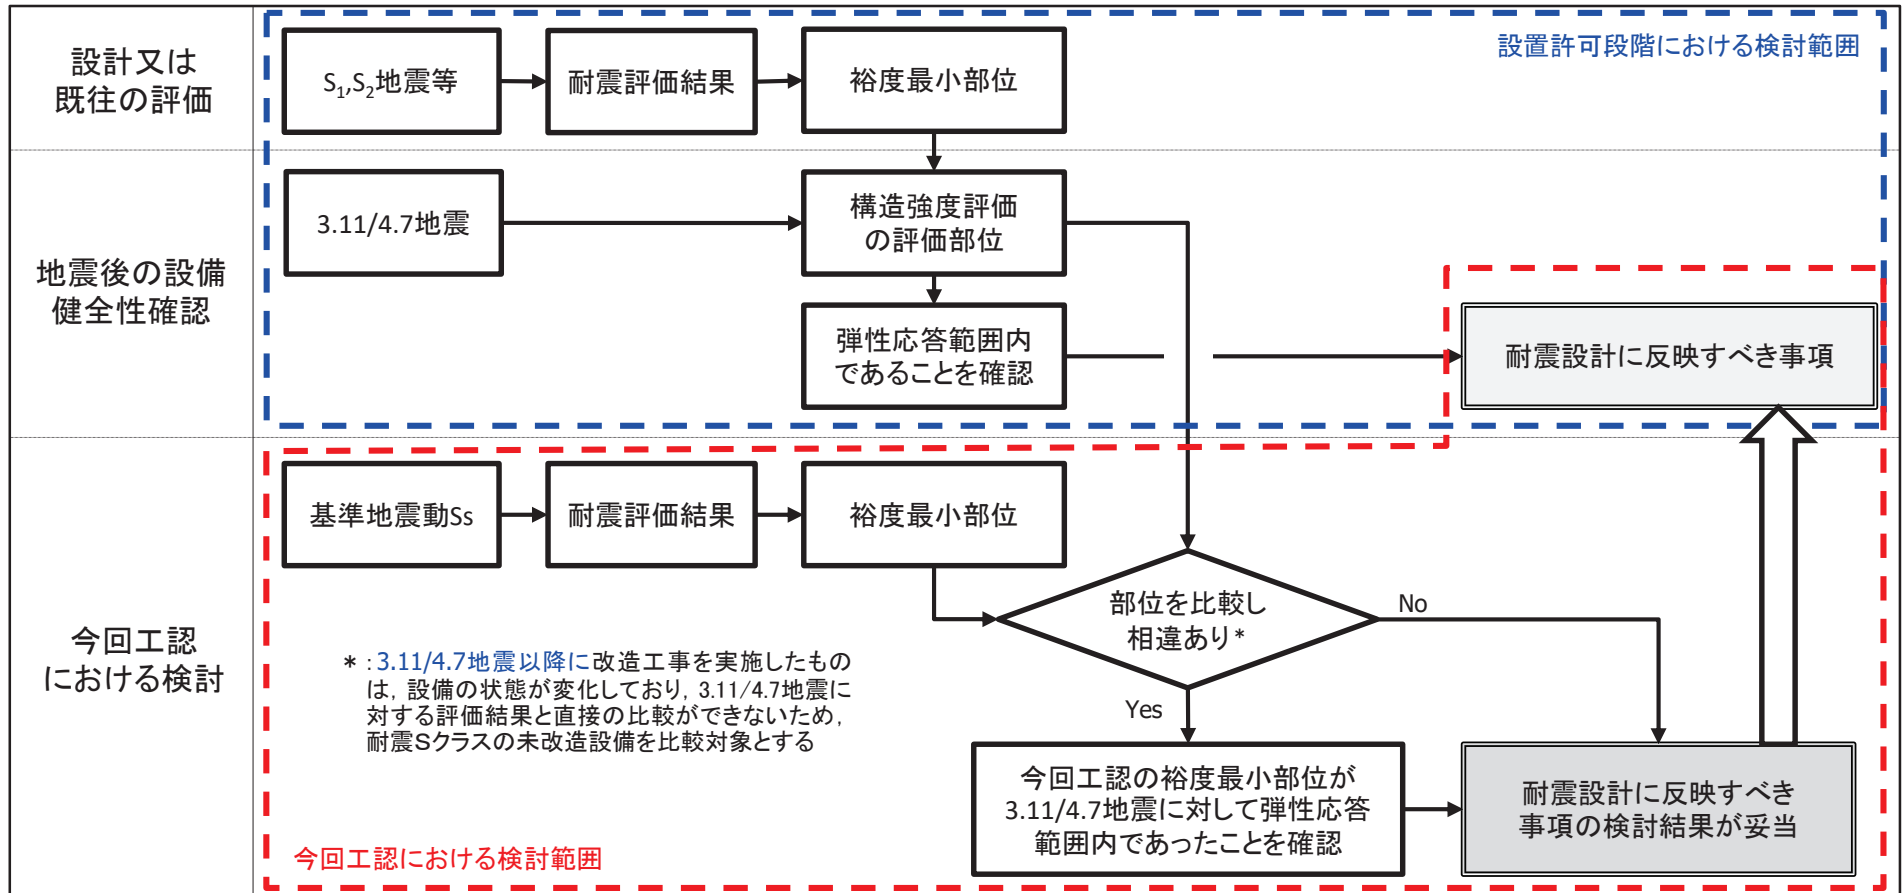 設計又は
既往の評価
S1,S2地震等
耐震評価結果
裕度最小部位
設置許可段階における検討範囲
地震後の設備
健全性確認
3.11/4.7地震
構造強度評価
の評価部位
弾性応答範囲内
であることを確認
耐震設計に反映すべき事項
今回工認
における検討
基準地震動Ss
耐震評価結果
裕度最小部位
部位を比較し
相違あり*
No
Yes
*：3.11/4.7地震以降に改造工事を実施したもの
は，設備の状態が変化しており，3.11/4.7地震に
対する評価結果と直接の比較ができないため，
耐震Sクラスの未改造設備を比較対象とする
今回工認の裕度最小部位が
3.11/4.7地震に対して弾性応答
範囲内であったことを確認
耐震設計に反映すべき
事項の検討結果が妥当
今回工認における検討範囲